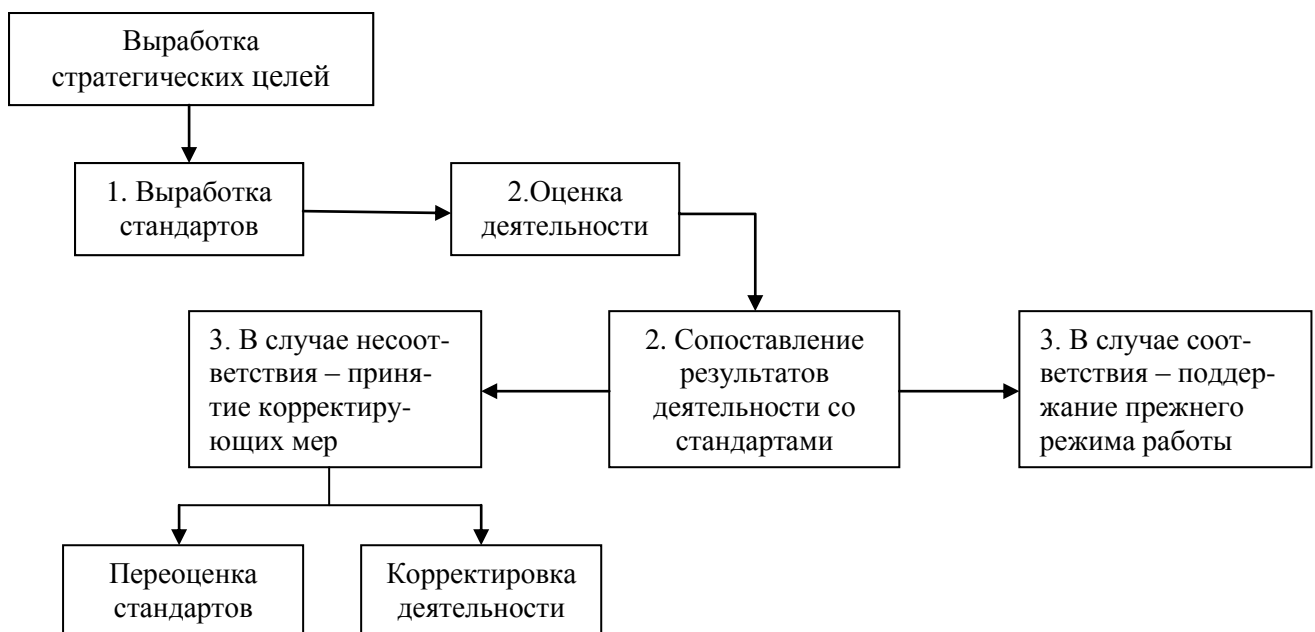 Выработка
стратегических целей
1. Выработка
стандартов
2.Оценка
деятельности
3. В случае несоот-
ветствия – приня-
тие корректиру-
ющих мер
2. Сопоставление
результатов
деятельности со
стандартами
3. В случае соот-
ветствия – поддер-
жание прежнего
режима работы
Переоценка
стандартов
Корректировка
деятельности